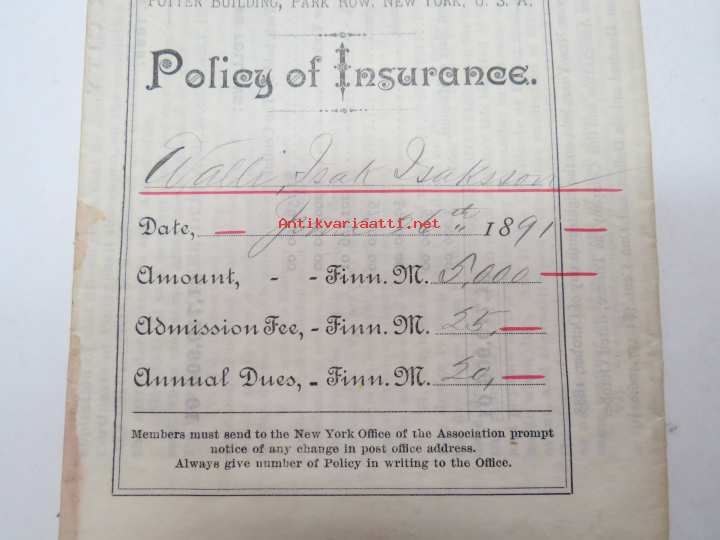 POTTER BUILDING, PARK ROW, NEW YORK, U. S. A.
Policy of Insurance.
Walli, Isak Isaksson
Date, June 26th 1891
Antikvariaatti.net
Amount, - - Finn. M. 5,000
Admission Fee, - Finn. M. 25,
Annual Dues, - Finn. M. 50,
Members must send to the New York Office of the Association prompt
notice of any change in post office address.
Always give number of Policy in writing to the Office.